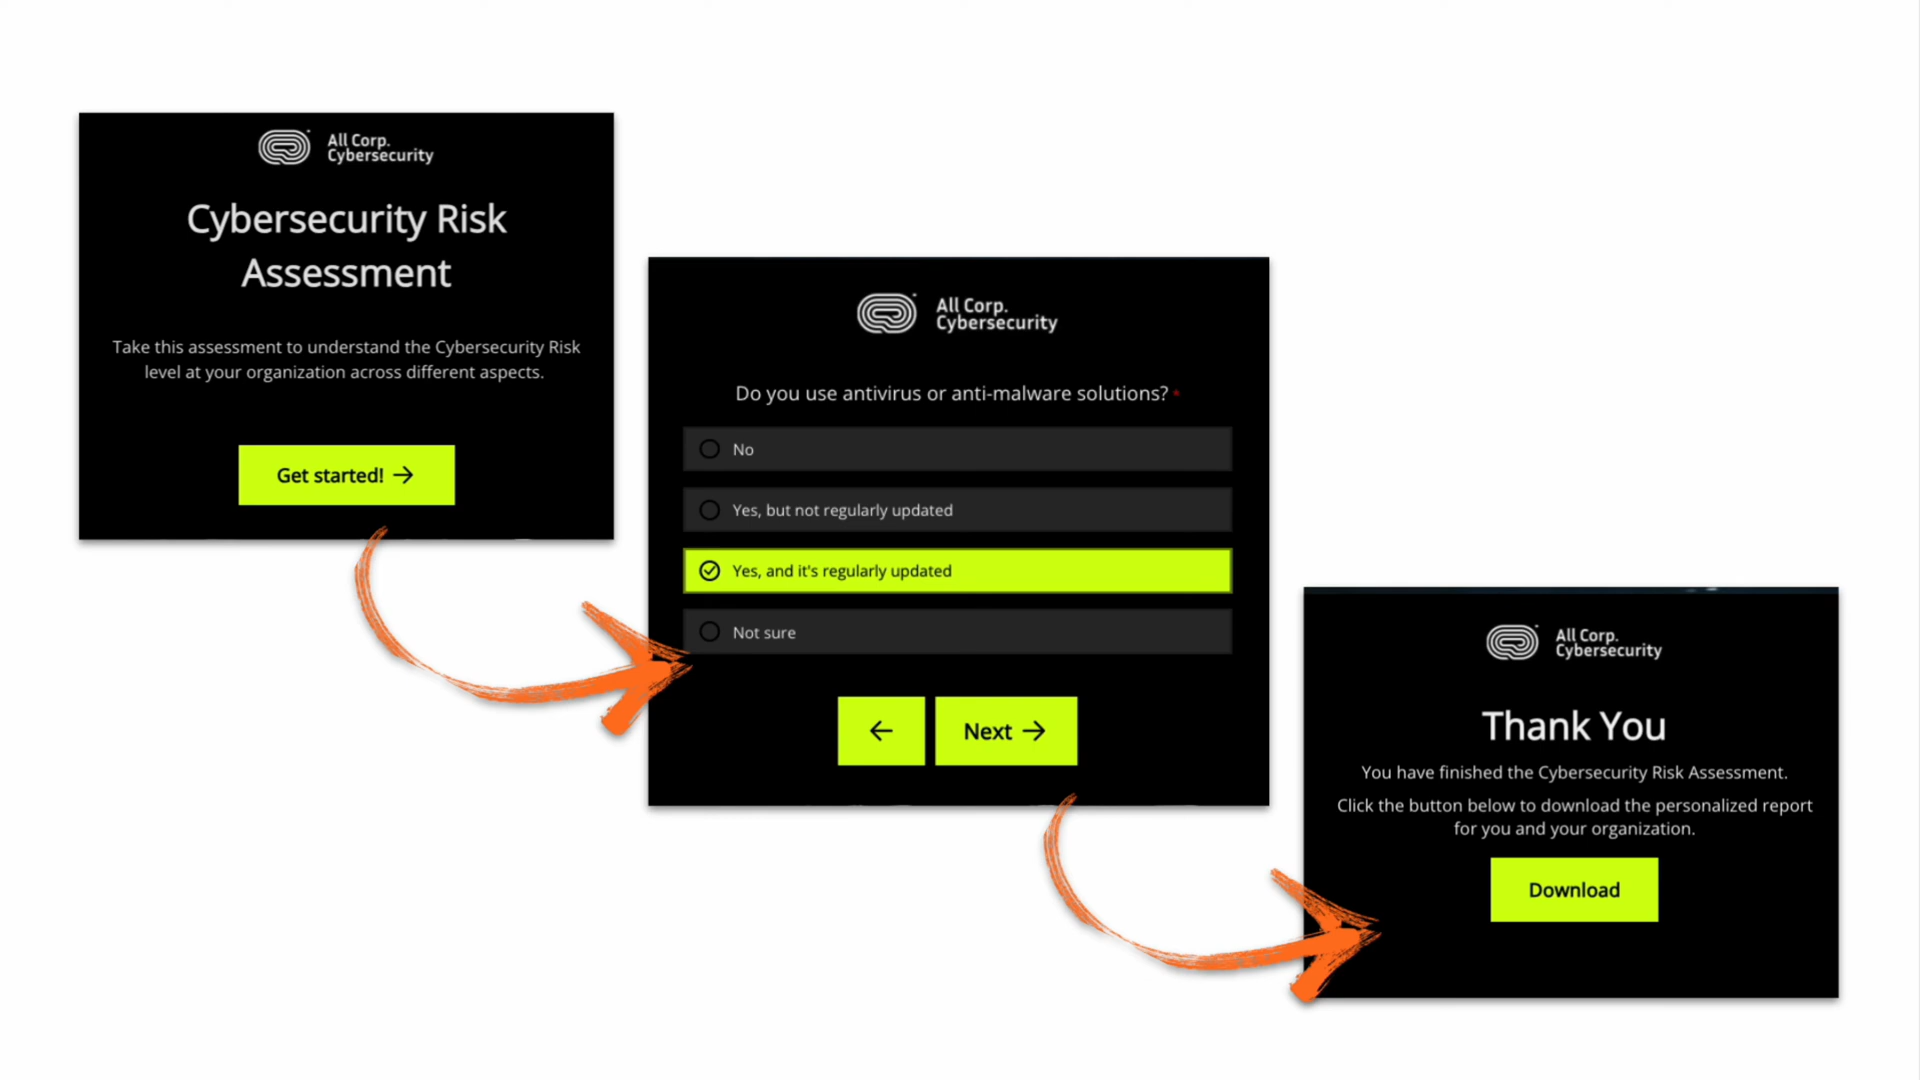 All Corp.
Cybersecurity
Cybersecurity Risk
Assessment
Take this assessment to understand the Cybersecurity Risk
level at your organization across different aspects.
Get started! →
All Corp.
Cybersecurity
Do you use antivirus or anti-malware solutions? *
No
Yes, but not regularly updated
Yes, and it's regularly updated
Not sure
← Next →
All Corp.
Cybersecurity
Thank You
You have finished the Cybersecurity Risk Assessment.
Click the button below to download the personalized report
for you and your organization.
Download